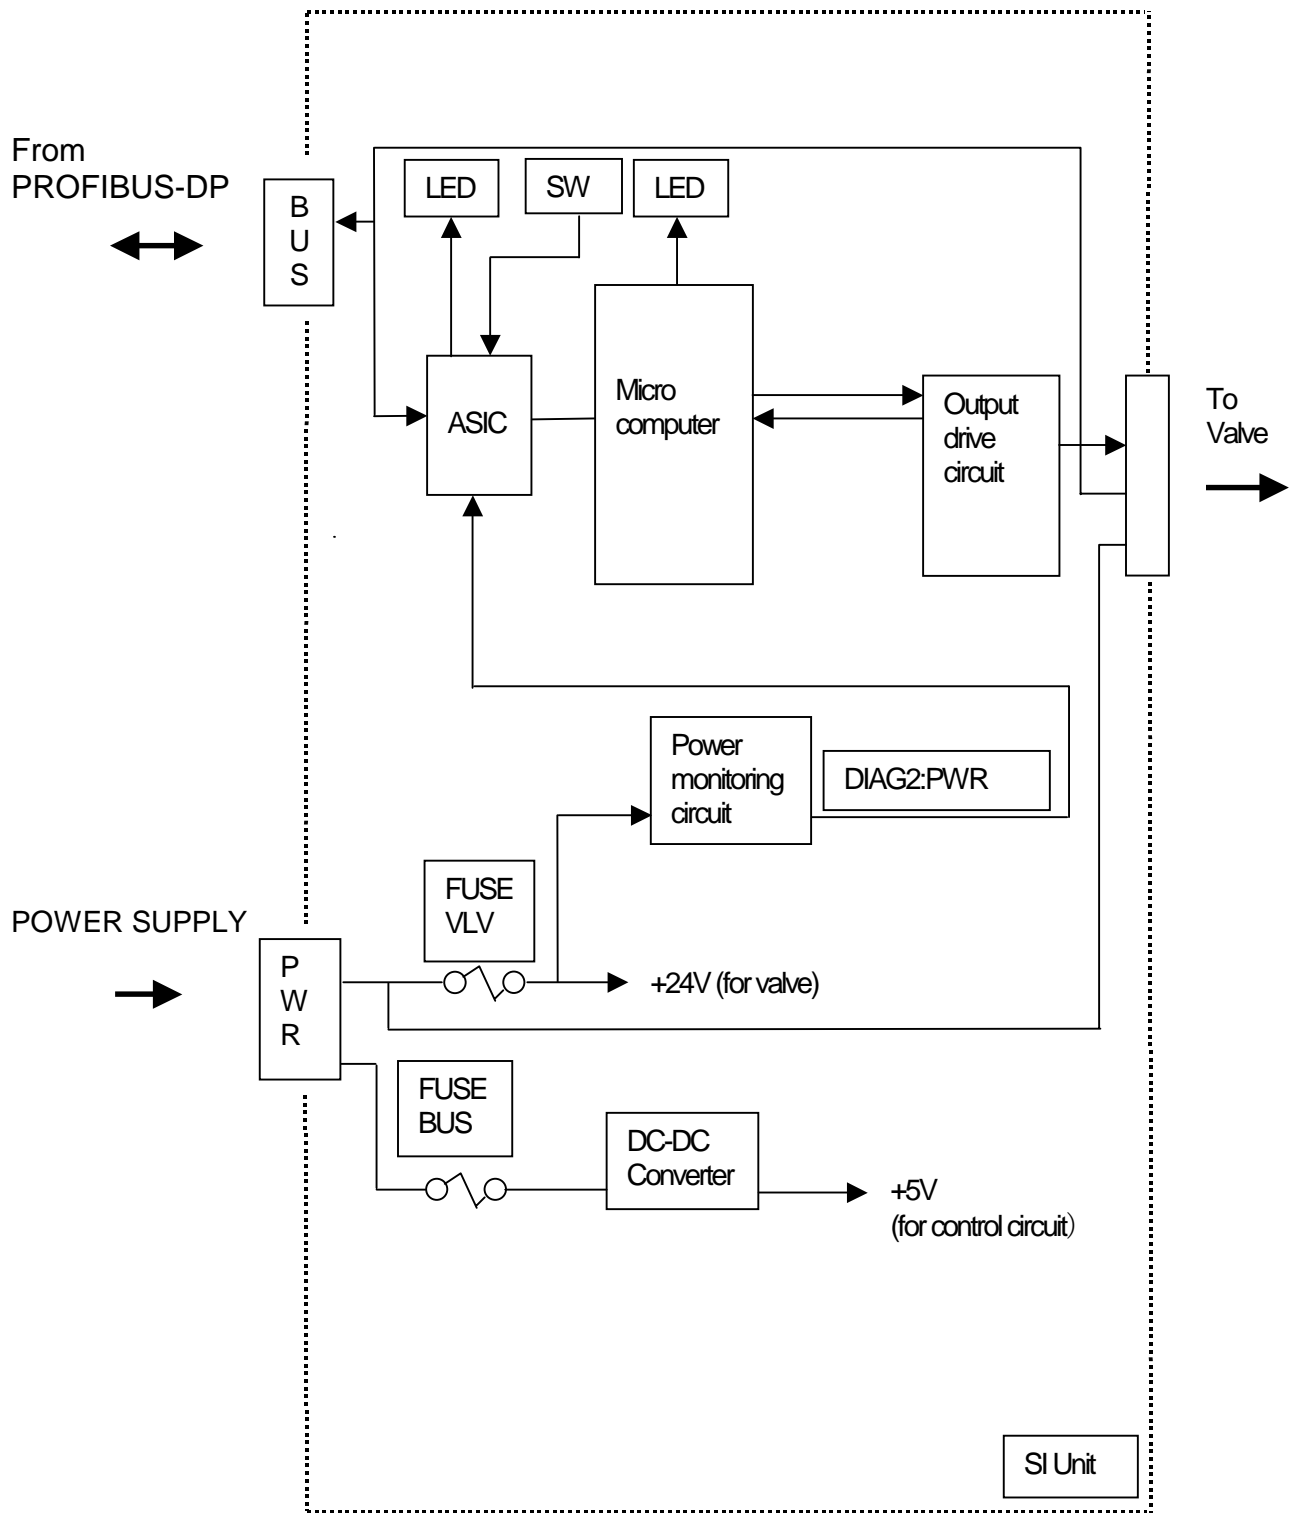 From
PROFIBUS-DP
B
U
S
LED
SW
LED
ASIC
Micro
computer
Output
drive
circuit
To
Valve
Power
monitoring
circuit
DIAG2:PWR
FUSE
VLV
POWER SUPPLY
P
W
R
+24V (for valve)
FUSE
BUS
DC-DC
Converter
+5V
(for control circuit）
SI Unit